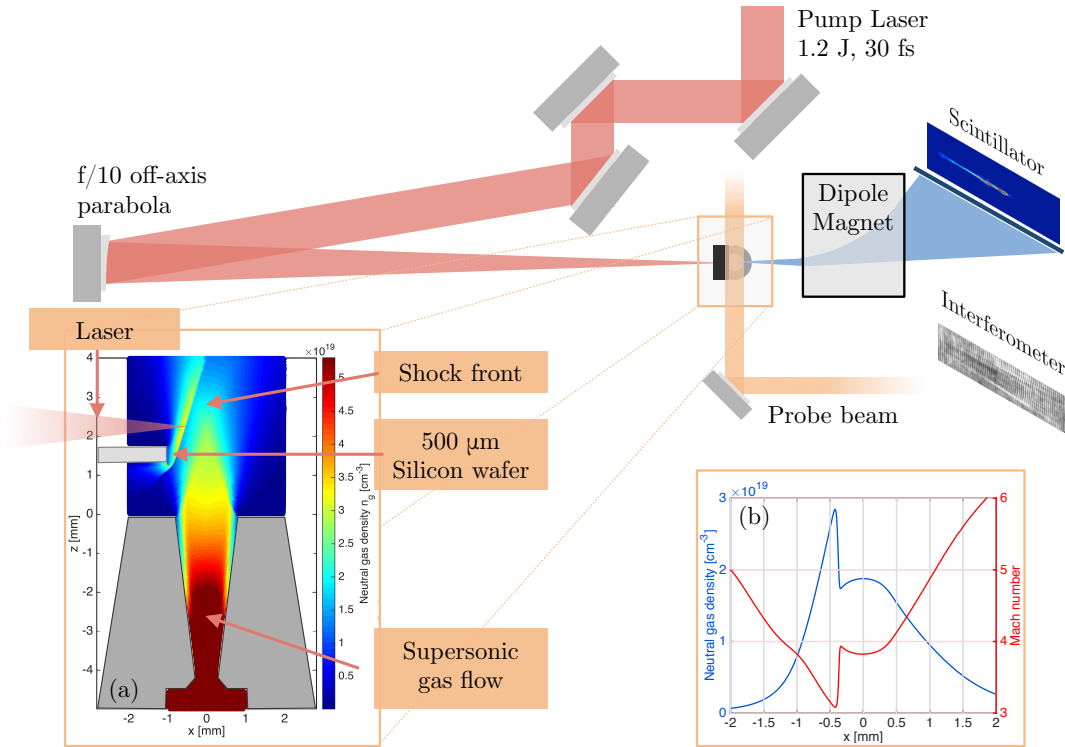 Pump Laser
1.2 J, 30 fs
f/10 off-axis
parabola
Scintillator
Dipole
Magnet
Interferometer
Probe beam
Laser
Shock front
500 µm
Silicon wafer
Supersonic
gas flow
(a)
z [mm]
4
3
2
1
0
-1
-2
-3
-4
-2
-1
0
1
2
x [mm]
×10¹⁹
5.5
4.5
3.5
2.5
1.5
0.5
Neutral gas density n_g [cm⁻³]
(b)
×10¹⁹
3
2
1
0
Neutral gas density [cm⁻³]
6
5
4
3
Mach number
-2
-1.5
-1
-0.5
0
0.5
1
1.5
2
x [mm]